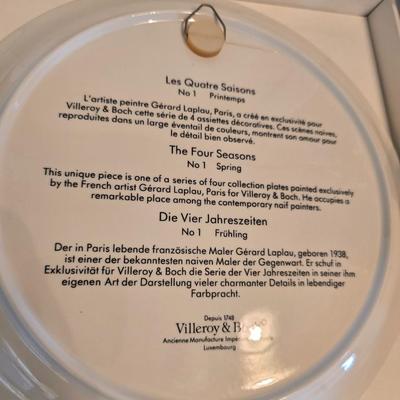 Les Quatre Saisons
No 1 Printemps
L'artiste peintre Gérard Laplau, Paris, a créé en exclusivité pour
Villeroy & Boch cette série de 4 assiettes décoratives. Ces scènes naïves,
reproduites dans un large éventail de couleurs, montrent son amour pour
le détail bien observé.
The Four Seasons
No 1 Spring
This unique piece is one of a series of four collection plates painted exclusively
by the French artist Gérard Laplau, Paris for Villeroy & Boch. He occupies a
remarkable place among the contemporary naif painters.
Die Vier Jahreszeiten
No 1 Frühling
Der in Paris lebende französische Maler Gérard Laplau, geboren 1938,
ist einer der bekanntesten naiven Maler der Gegenwart. Er schuf in
Exklusivität für Villeroy & Boch die Serie der Vier Jahreszeiten in seiner ihm
eigenen Art der Darstellung vieler charmanter Details in lebendiger
Farbpracht.
Depuis 1748
Villeroy & Boch
Ancienne Manufacture
Luxembourg